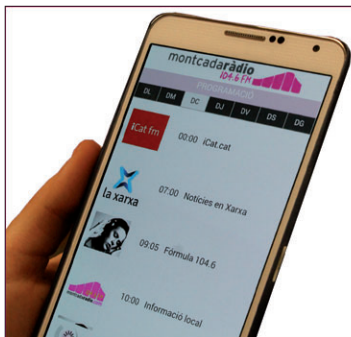 montcadaràdio
104.6 FM
PROGRAMACIÓ
DL DM DC DJ DV DS DG
iCat fm
00:00 iCat.cat
la xarxa
07:00 Notícies en Xarxa
09:05 Fórmula 104.6
10:00 Informació local